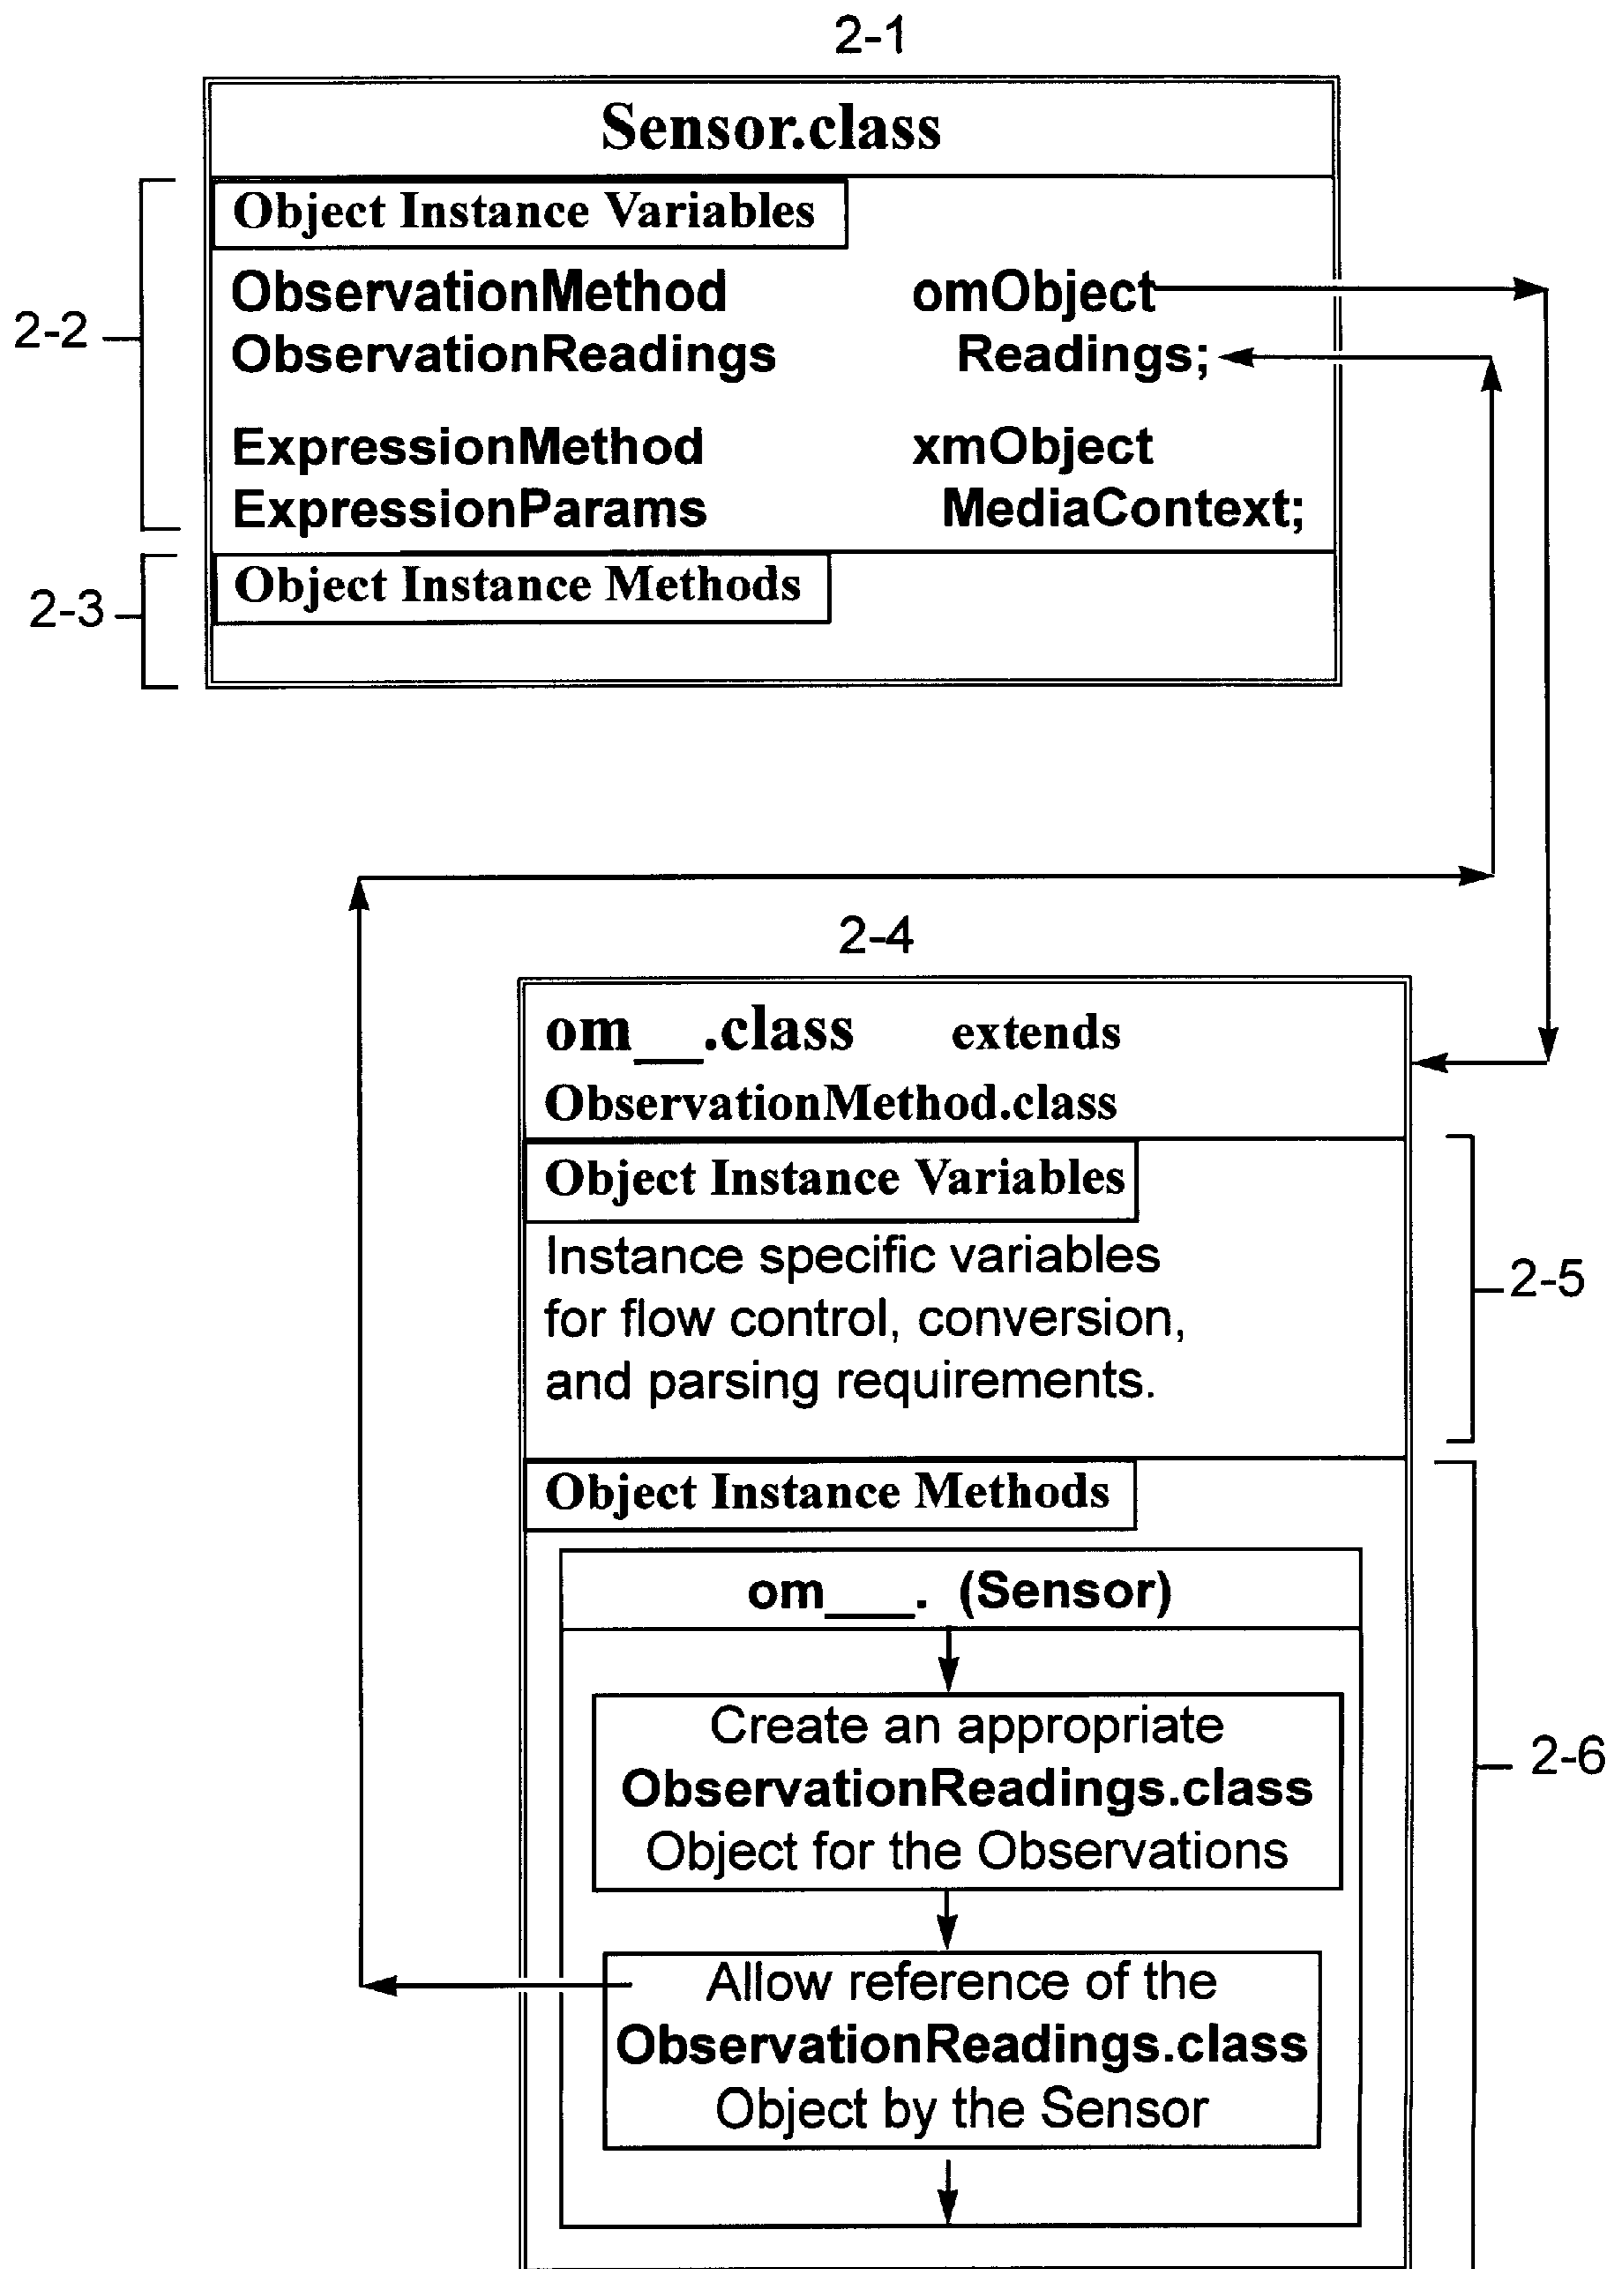 2-1
Sensor.class
Object Instance Variables
2-2
ObservationMethod omObject
ObservationReadings Readings;
ExpressionMethod xmObject
ExpressionParams MediaContext;
2-3
Object Instance Methods
2-4
om__.class extends
ObservationMethod.class
Object Instance Variables
Instance specific variables
for flow control, conversion,
and parsing requirements.
2-5
Object Instance Methods
om___. (Sensor)
Create an appropriate
ObservationReadings.class
Object for the Observations
2-6
Allow reference of the
ObservationReadings.class
Object by the Sensor